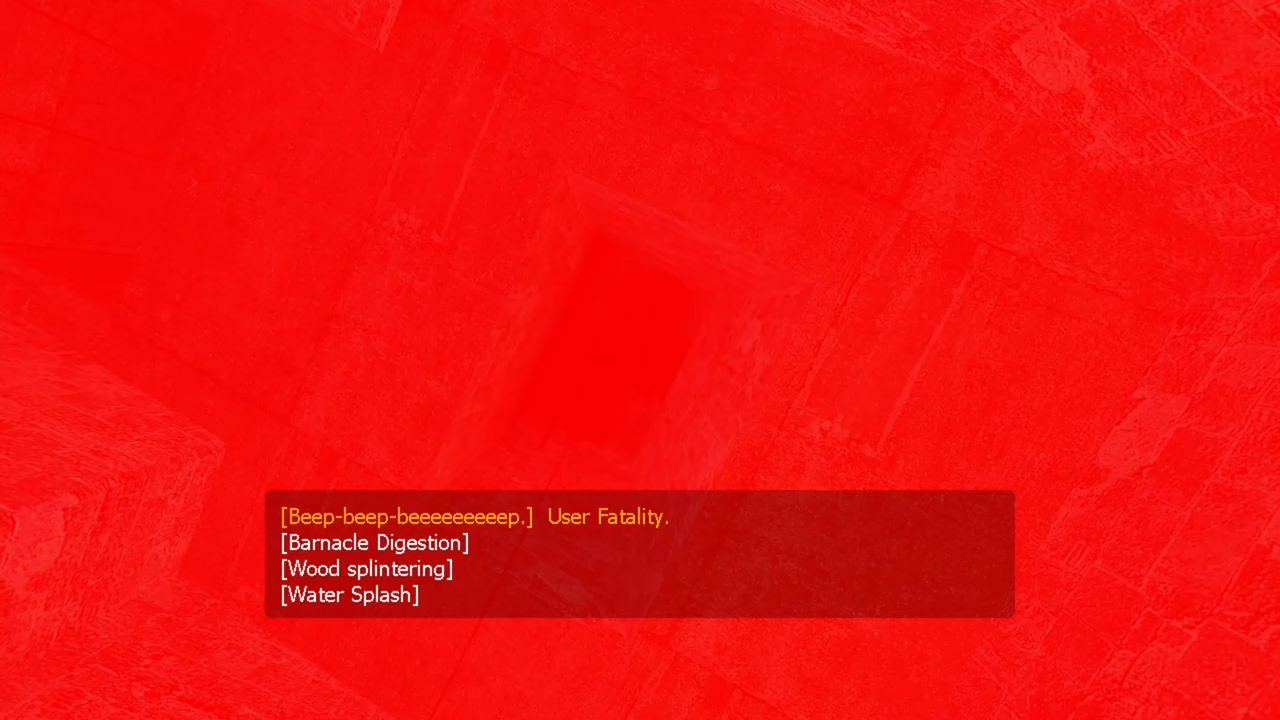 [Beep-beep-beeeeeeeeep.]  User Fatality.
[Barnacle Digestion]
[Wood splintering]
[Water Splash]